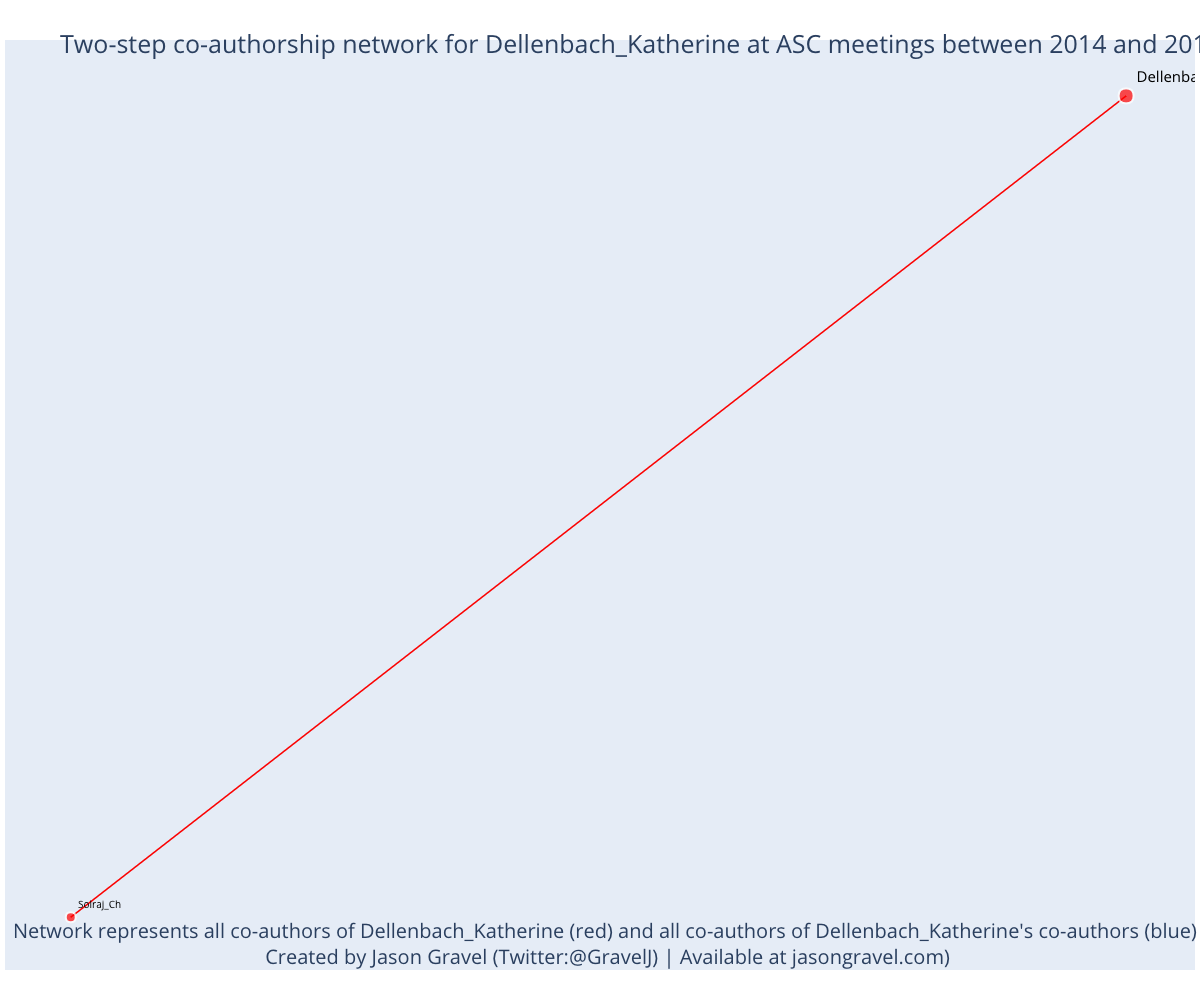 Two-step co-authorship network for Dellenbach_Katherine at ASC meetings between 2014 and 201
Dellenba
Solraj_Ch
Network represents all co-authors of Dellenbach_Katherine (red) and all co-authors of Dellenbach_Katherine's co-authors (blue)
Created by Jason Gravel (Twitter:@GravelJ) | Available at jasongravel.com)